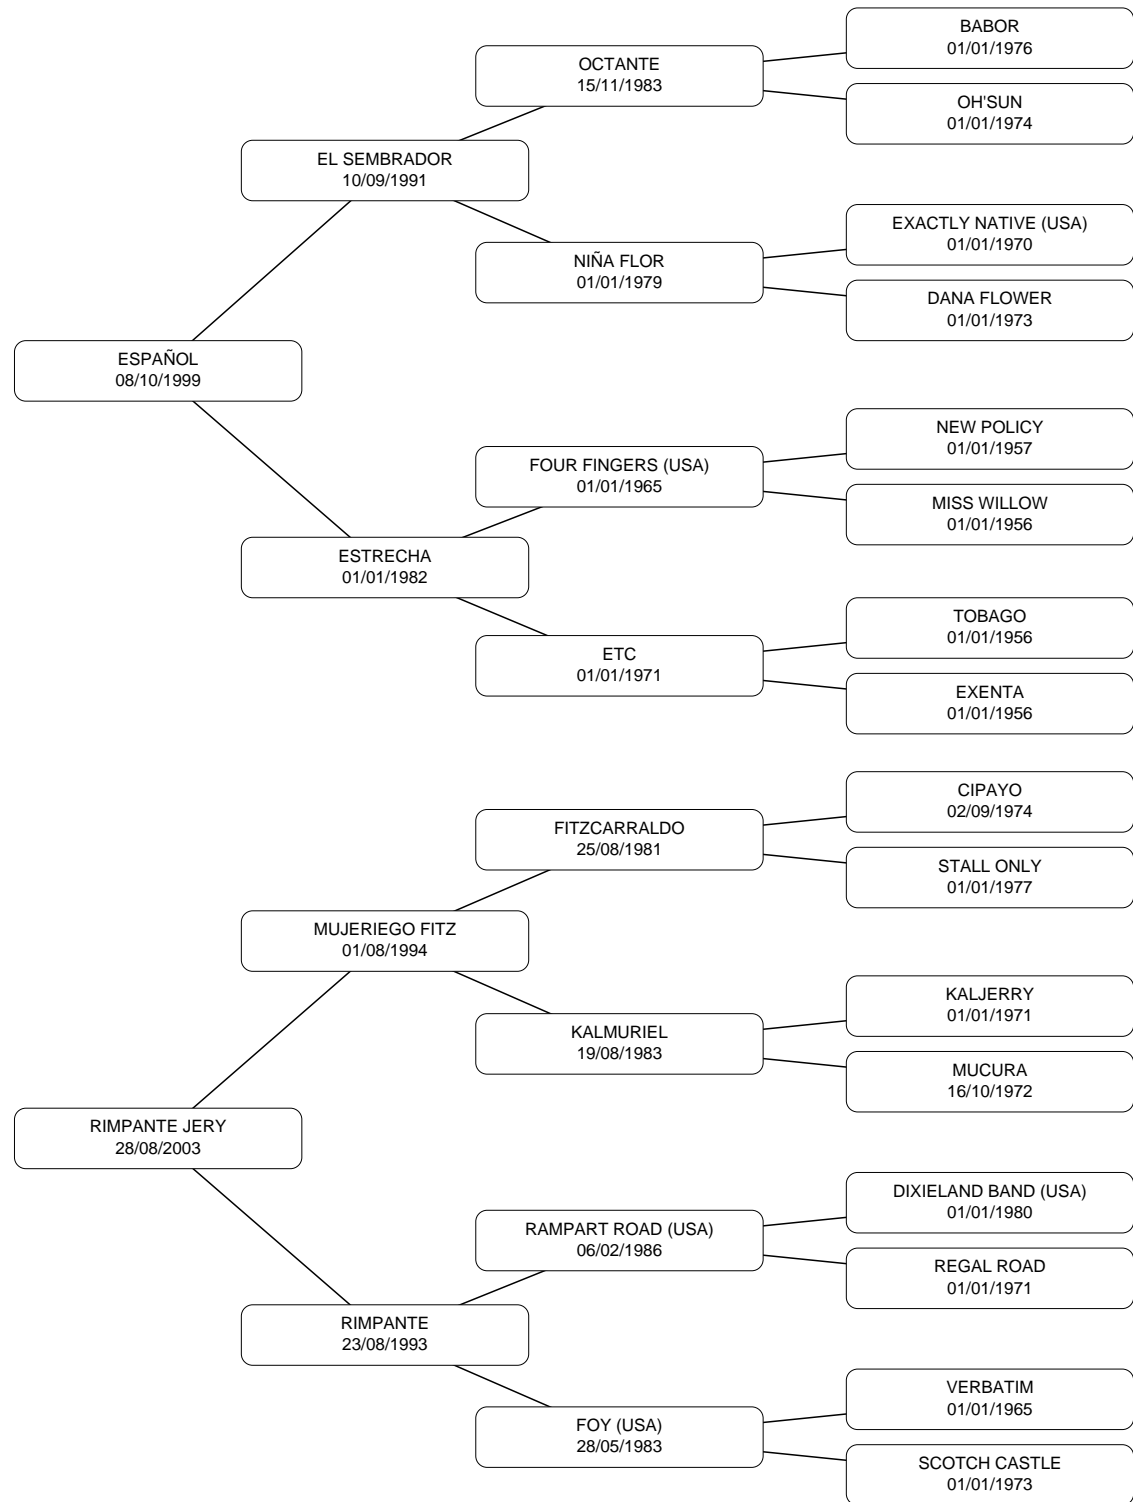 BABOR
01/01/1976
OCTANTE
15/11/1983
OH'SUN
01/01/1974
EL SEMBRADOR
10/09/1991
EXACTLY NATIVE (USA)
01/01/1970
NIÑA FLOR
01/01/1979
DANA FLOWER
01/01/1973
ESPAÑOL
08/10/1999
NEW POLICY
01/01/1957
FOUR FINGERS (USA)
01/01/1965
MISS WILLOW
01/01/1956
ESTRECHA
01/01/1982
TOBAGO
01/01/1956
ETC
01/01/1971
EXENTA
01/01/1956
CIPAYO
02/09/1974
FITZCARRALDO
25/08/1981
STALL ONLY
01/01/1977
MUJERIEGO FITZ
01/08/1994
KALJERRY
01/01/1971
KALMURIEL
19/08/1983
MUCURA
16/10/1972
RIMPANTE JERY
28/08/2003
DIXIELAND BAND (USA)
01/01/1980
RAMPART ROAD (USA)
06/02/1986
REGAL ROAD
01/01/1971
RIMPANTE
23/08/1993
VERBATIM
01/01/1965
FOY (USA)
28/05/1983
SCOTCH CASTLE
01/01/1973